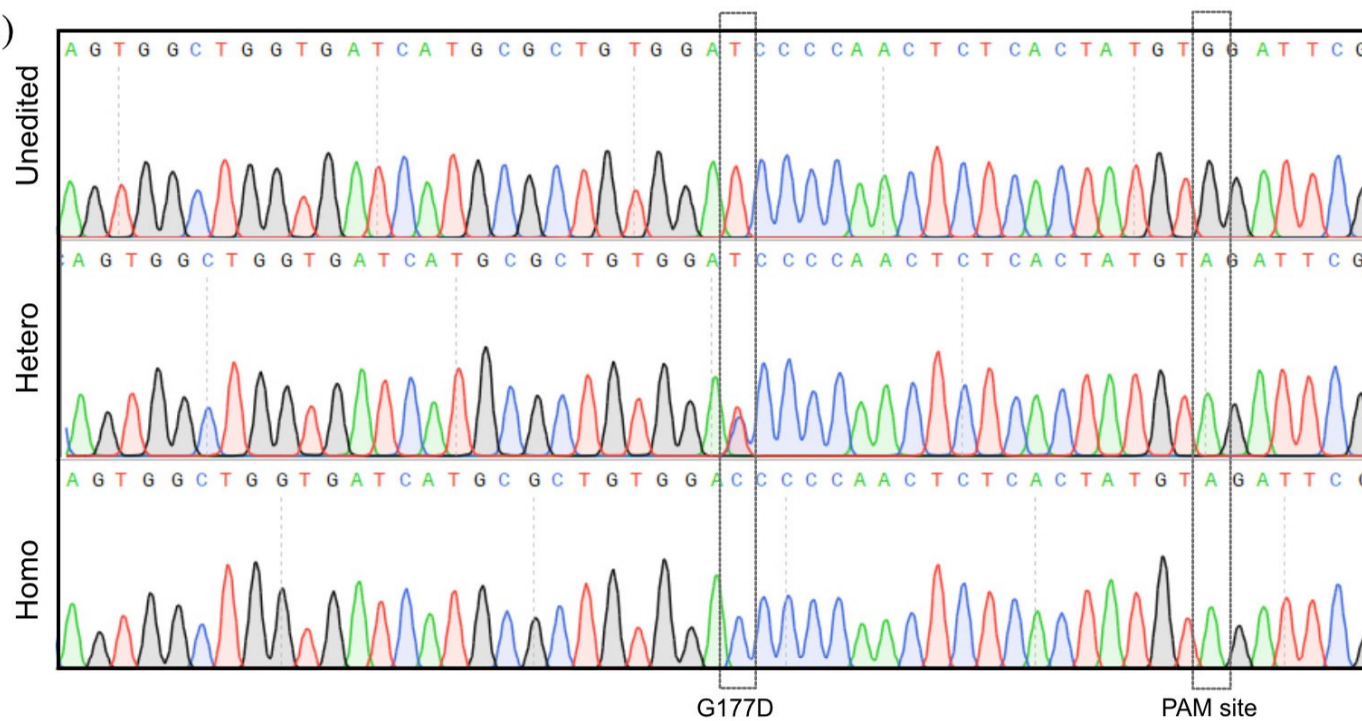 )
Unedited
A G T G G C T G G T G A T C A T G C G C T G T G G A T C C C C A A C T C T C A C T A T G T G G A T T C G
Hetero
C A G T G G C T G G T G A T C A T G C G C T G T G G A T C C C C A A C T C T C A C T A T G T A G A T T C G
Homo
A G T G G C T G G T G A T C A T G C G C T G T G G A C C C C C A A C T C T C A C T A T G T A G A T T C
G177D
PAM site